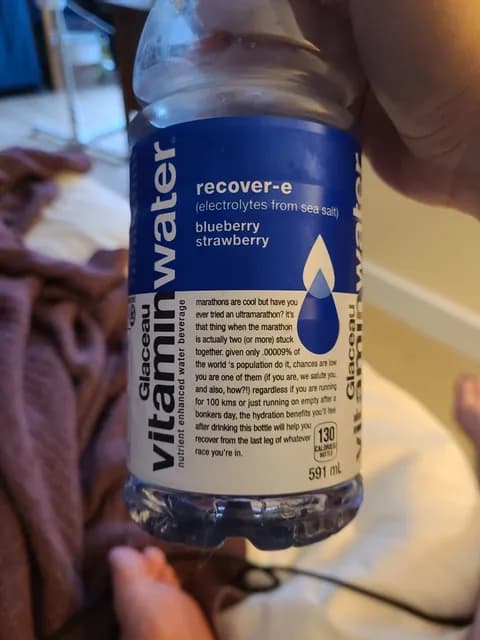 recover-e
(electrolytes from sea salt)
blueberry
strawberry
Glaceau
vitaminwater
nutrient enhanced water beverage
marathons are cool but have you
ever tried an ultramarathon? it's
that thing when the marathon
is actually two (or more) stuck
together. given only .00009% of
the world's population do it, chances are low
you are one of them (if you are, we salute you.
and also, how?!) regardless if you are running
for 100 kms or just running on empty after a
bonkers day, the hydration benefits you'll feel
after drinking this bottle will help you
recover from the last leg of whatever
race you're in.
130
CALORIES
BOTTLE
591 mL
Glaceau
vitaminwater